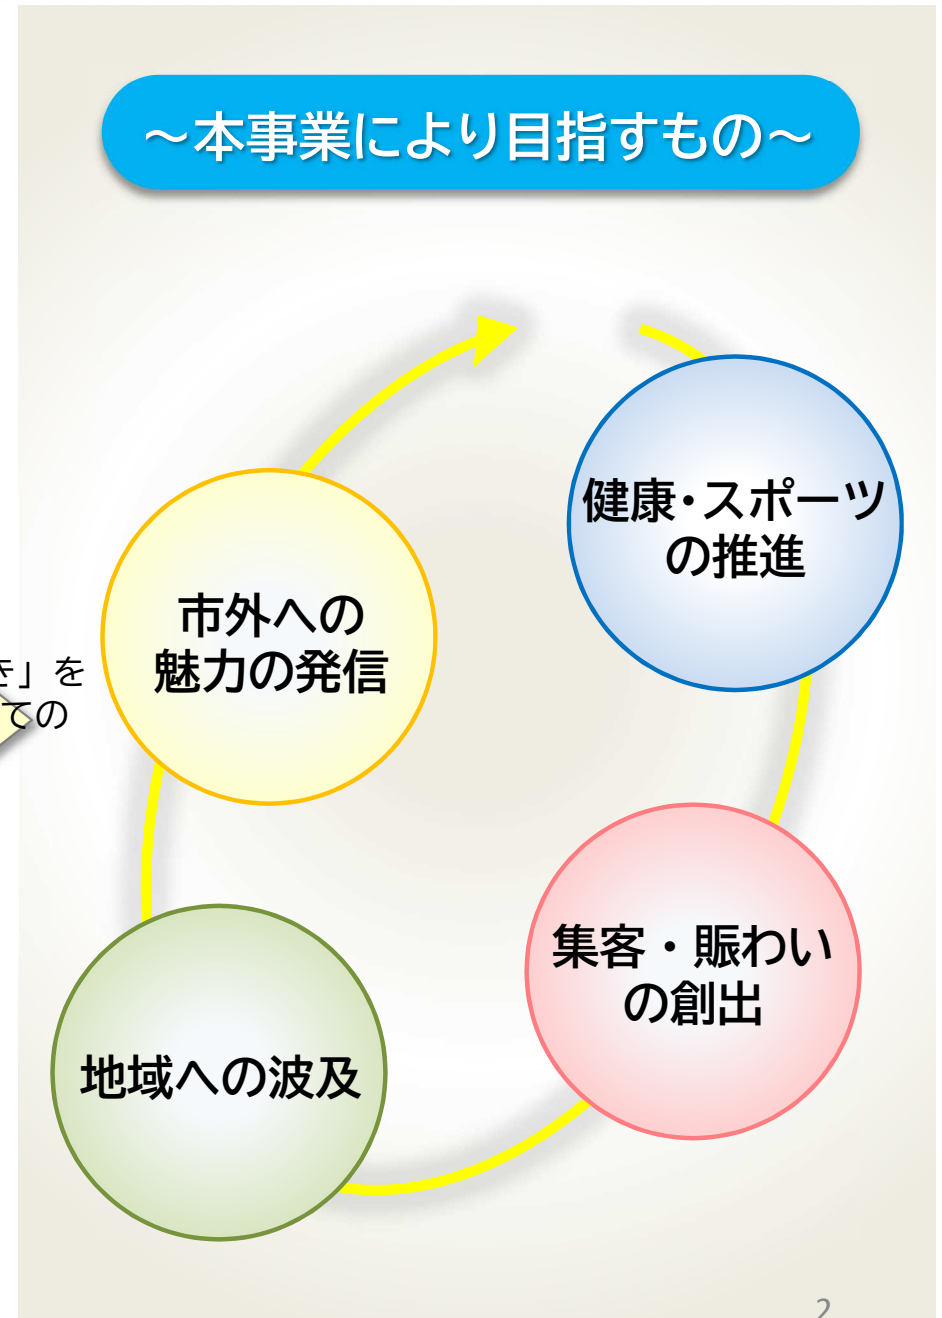 ～本事業により目指すもの～
健康・スポーツ
の推進
市外への
魅力の発信
き」を
ての
集客・賑わい
の創出
地域への波及
2